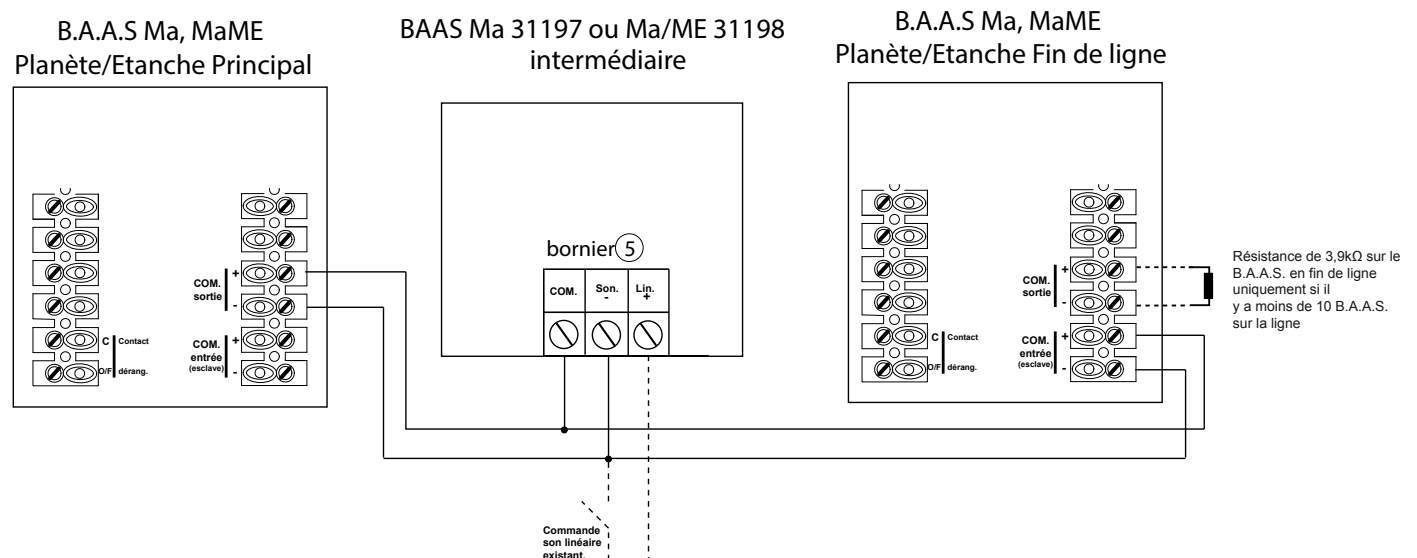 B.A.A.S Ma, MaME
Planète/Etanche Principal
BAAS Ma 31197 ou Ma/ME 31198
intermédiaire
B.A.A.S Ma, MaME
Planète/Etanche Fin de ligne
COM.
sortie
+
-
C Contact
O/F dérang.
COM.
entrée
(esclave)
+
-
bornier 5
COM.
Son.
-
Lin.
+
COM.
sortie
+
-
C Contact
O/F dérang.
COM.
entrée
(esclave)
+
-
Résistance de 3,9kΩ sur le
B.A.A.S. en fin de ligne
uniquement si il
y a moins de 10 B.A.A.S.
sur la ligne
Commande
son linéaire
existant.